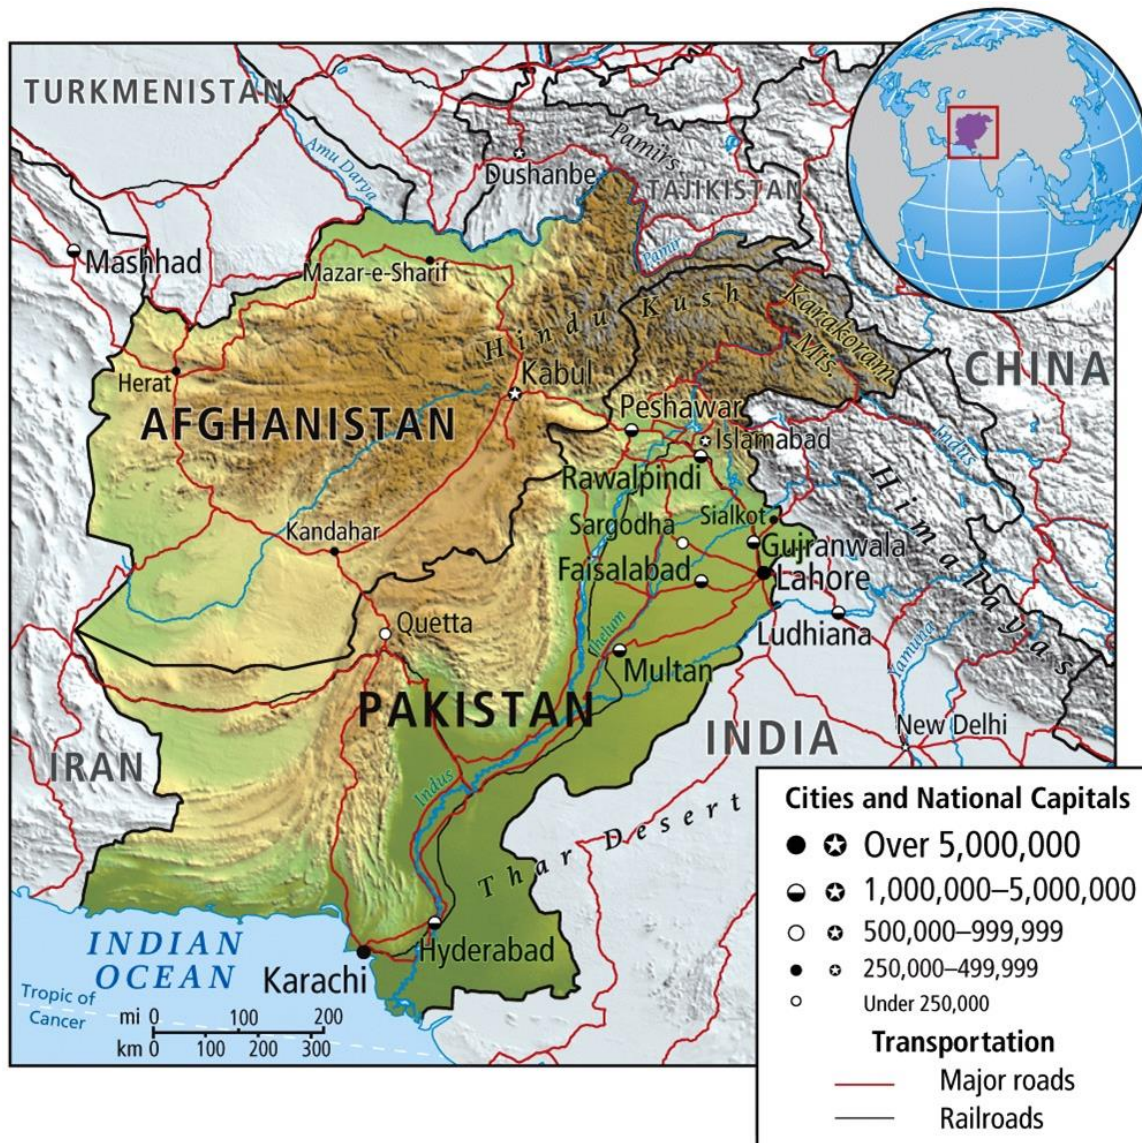 TURKMENISTAN
Amu Darya
Pamirs
Dushanbe
TAJIKISTAN
Mashhad
Mazar-e-Sharif
Pamir
Hindu Kush
Karakoram
Mts.
CHINA
Herat
Kabul
AFGHANISTAN
Peshawar
Islamabad
Indus
Rawalpindi
Himalayas
Kandahar
Sargodha
Sialkot
Gujranwala
Faisalabad
Lahore
Quetta
Jhelum
Ludhiana
Yamuna
Multan
PAKISTAN
INDIA
New Delhi
IRAN
Indus
Thar Desert
INDIAN
OCEAN
Hyderabad
Karachi
Tropic of
Cancer
mi 0 100 200
km 0 100 200 300
Cities and National Capitals
Over 5,000,000
1,000,000–5,000,000
500,000–999,999
250,000–499,999
Under 250,000
Transportation
Major roads
Railroads